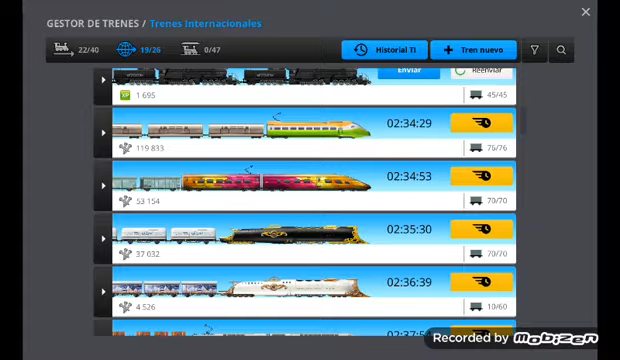 GESTOR DE TRENES / Trenes Internacionales
22/40 19/26 0/47 Historial TI + Tren nuevo
Enviar Reenviar
XP 1 695 45/45
02:34:29
119 833 76/76
02:34:53
53 154 70/70
02:35:30
37 032 70/70
02:36:39
4 526 10/60
Recorded by MOBIZEN